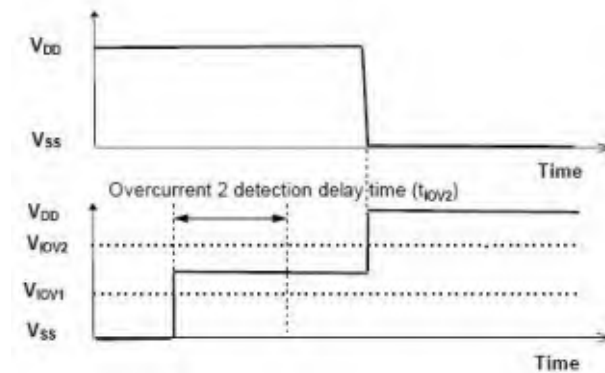 VDD
VSS
Time
Overcurrent 2 detection delay time (tIOV2)
VDD
VIOV2
VIOV1
VSS
Time